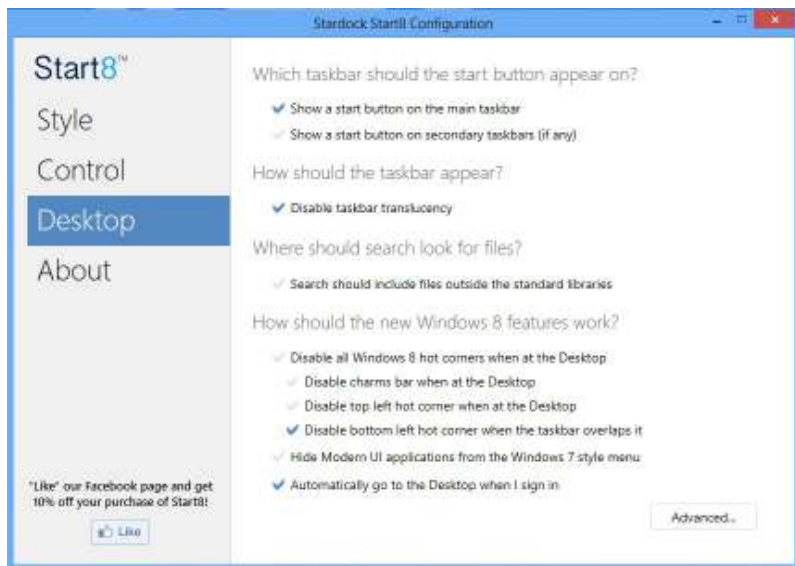 Stardock Start8 Configuration
Start8™
Style
Control
Desktop
About
"Like" our Facebook page and get
10% off your purchase of Start8!
Like
Which taskbar should the start button appear on?
Show a start button on the main taskbar
Show a start button on secondary taskbars (if any)
How should the taskbar appear?
Disable taskbar translucency
Where should search look for files?
Search should include files outside the standard libraries
How should the new Windows 8 features work?
Disable all Windows 8 hot corners when at the Desktop
Disable charms bar when at the Desktop
Disable top left hot corner when at the Desktop
Disable bottom left hot corner when the taskbar overlaps it
Hide Modern UI applications from the Windows 7 style menu
Automatically go to the Desktop when I sign in
Advanced...